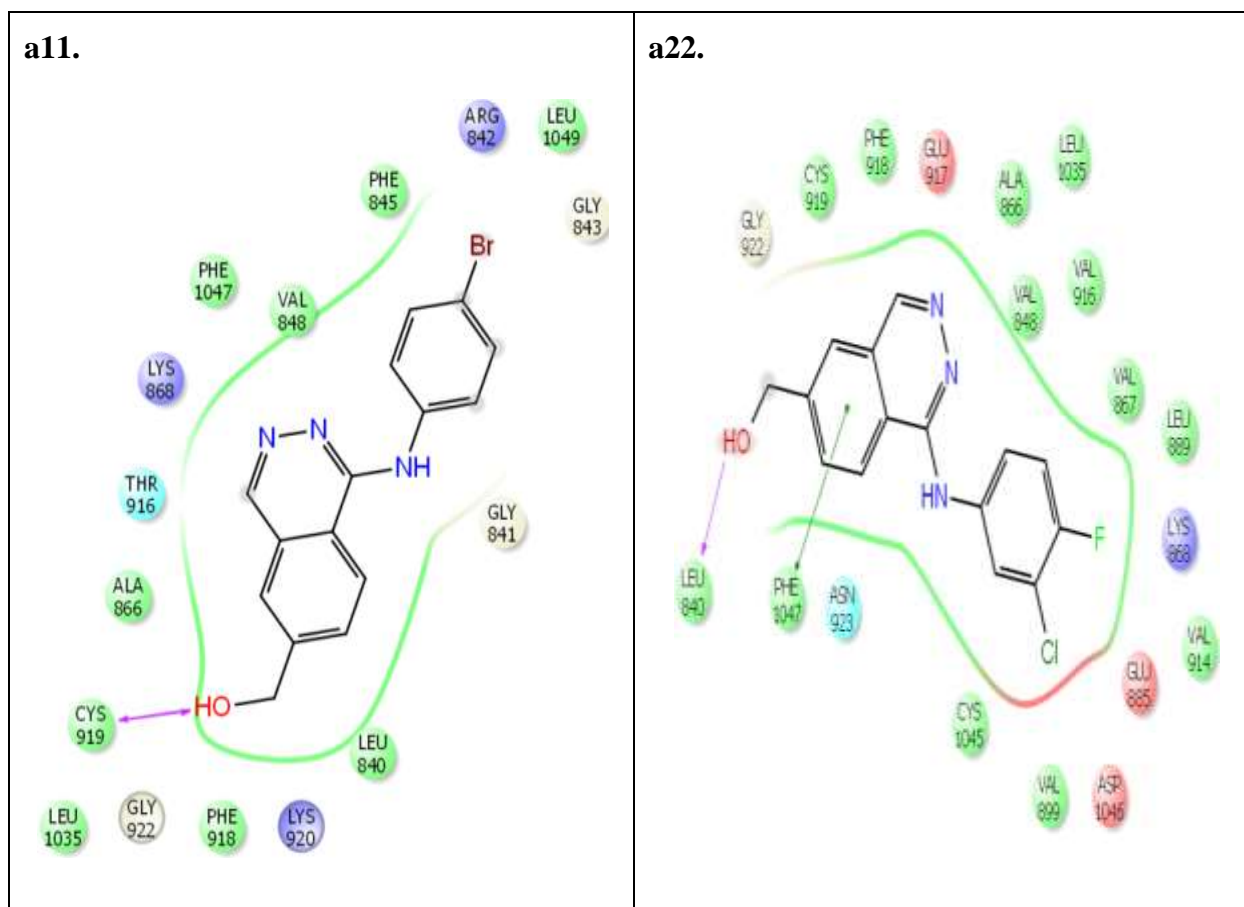 a11.
ARG
842
LEU
1049
PHE
845
GLY
843
Br
PHE
1047
VAL
848
LYS
868
N
N
NH
THR
916
GLY
841
ALA
866
HO
CYS
919
LEU
840
LEU
1035
GLY
922
PHE
918
LYS
920
a22.
PHE
918
GLU
917
LEU
1035
CYS
919
ALA
866
GLY
922
VAL
916
VAL
848
N
N
VAL
867
LEU
889
HO
HN
F
LYS
868
LEU
840
PHE
1047
ASN
923
Cl
VAL
914
GLU
885
CYS
1045
VAL
899
ASP
1046